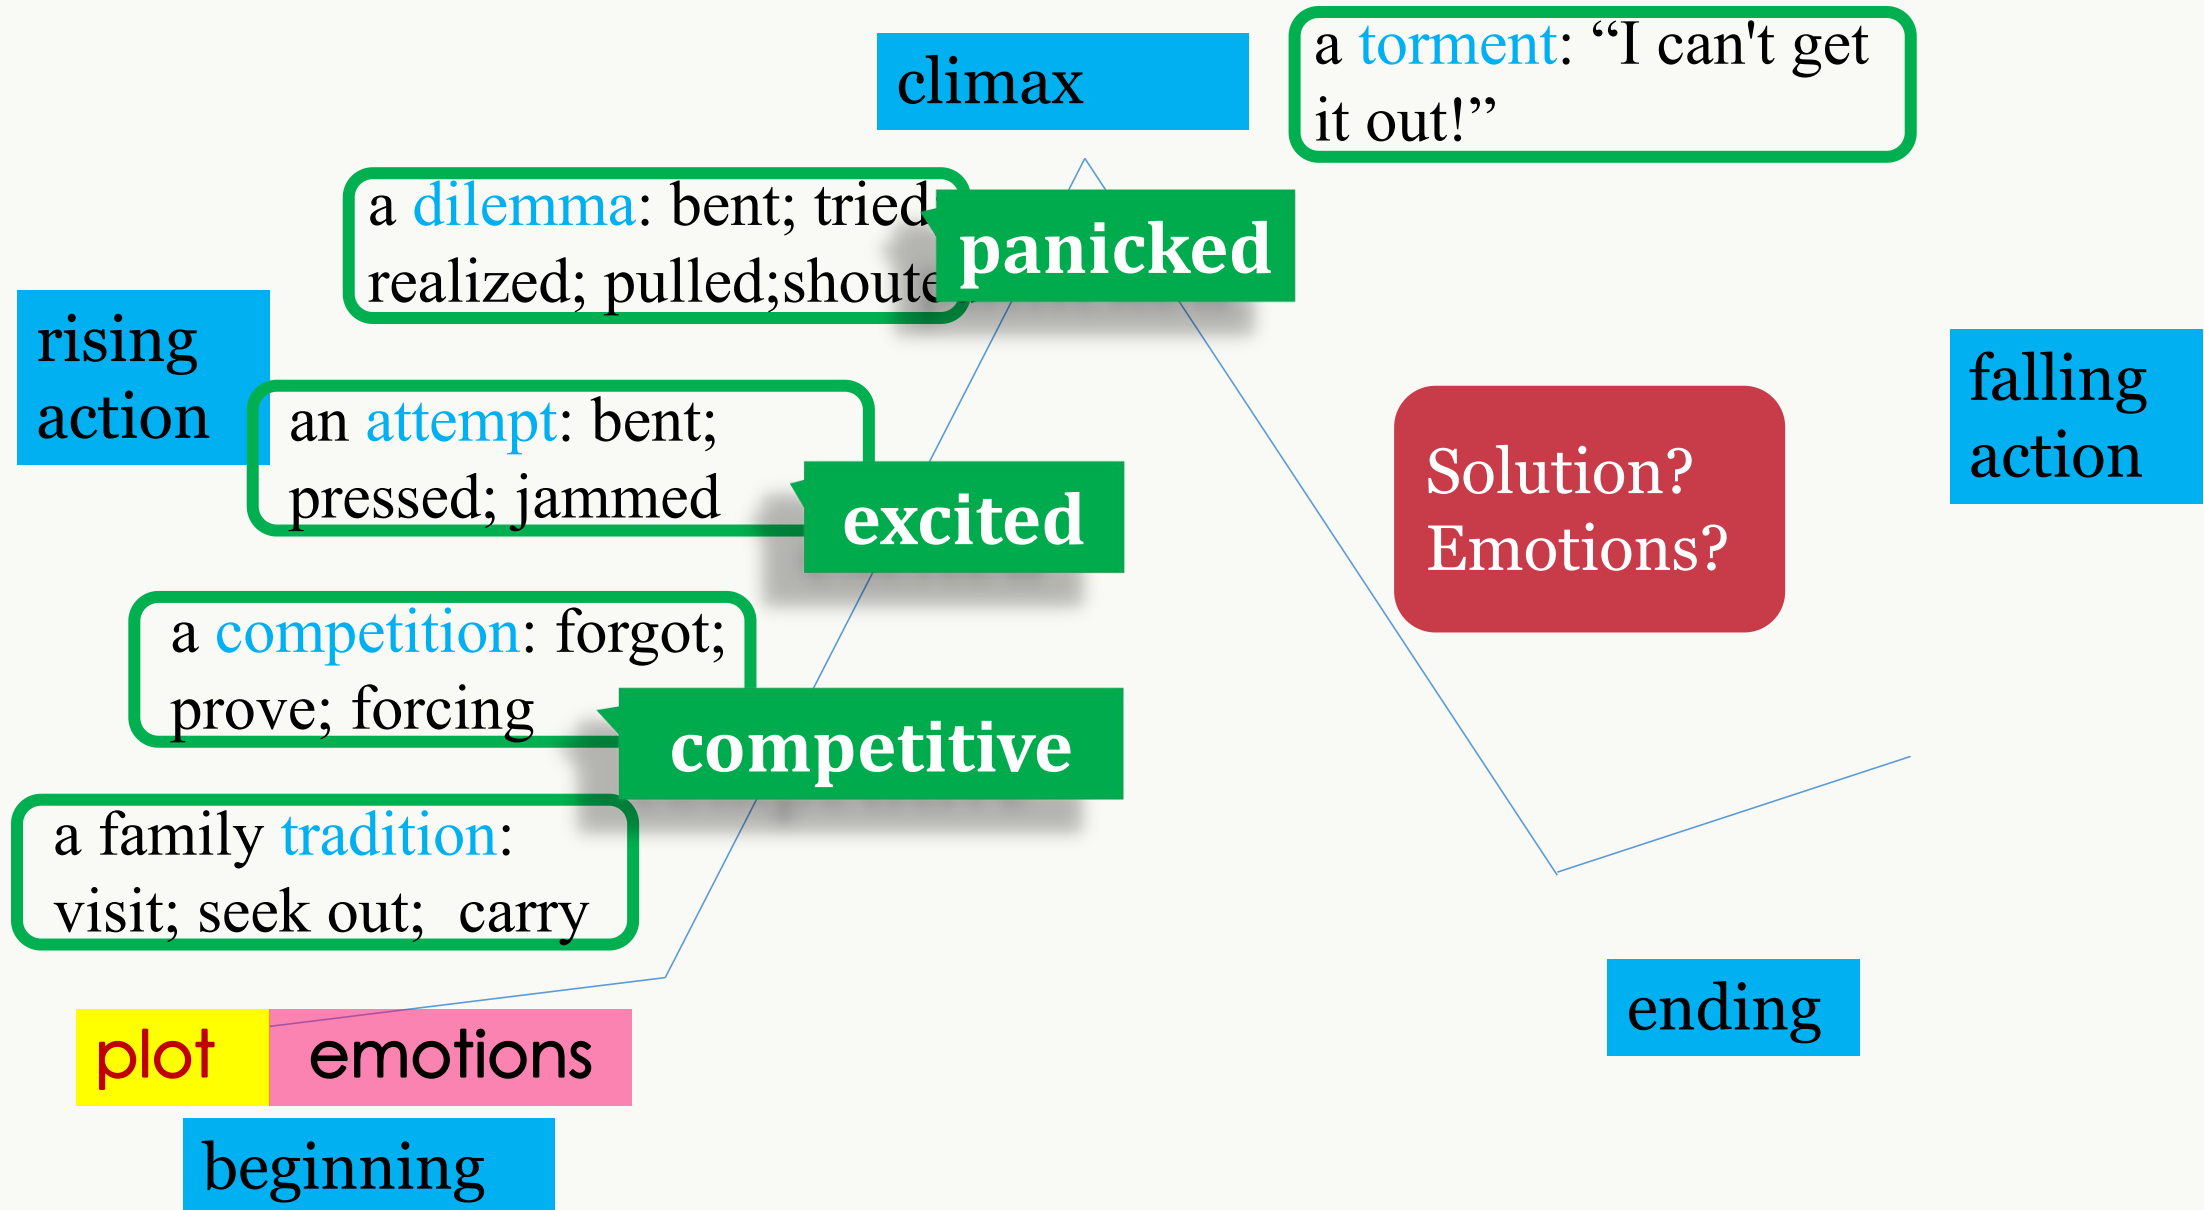 climax
a torment: “I can't get
it out!”
a dilemma: bent; tried
realized; pulled;shoute
panicked
rising
action
an attempt: bent;
pressed; jammed
excited
falling
action
Solution?
Emotions?
a competition: forgot;
prove; forcing
competitive
a family tradition:
visit; seek out; carry
plot
emotions
ending
beginning